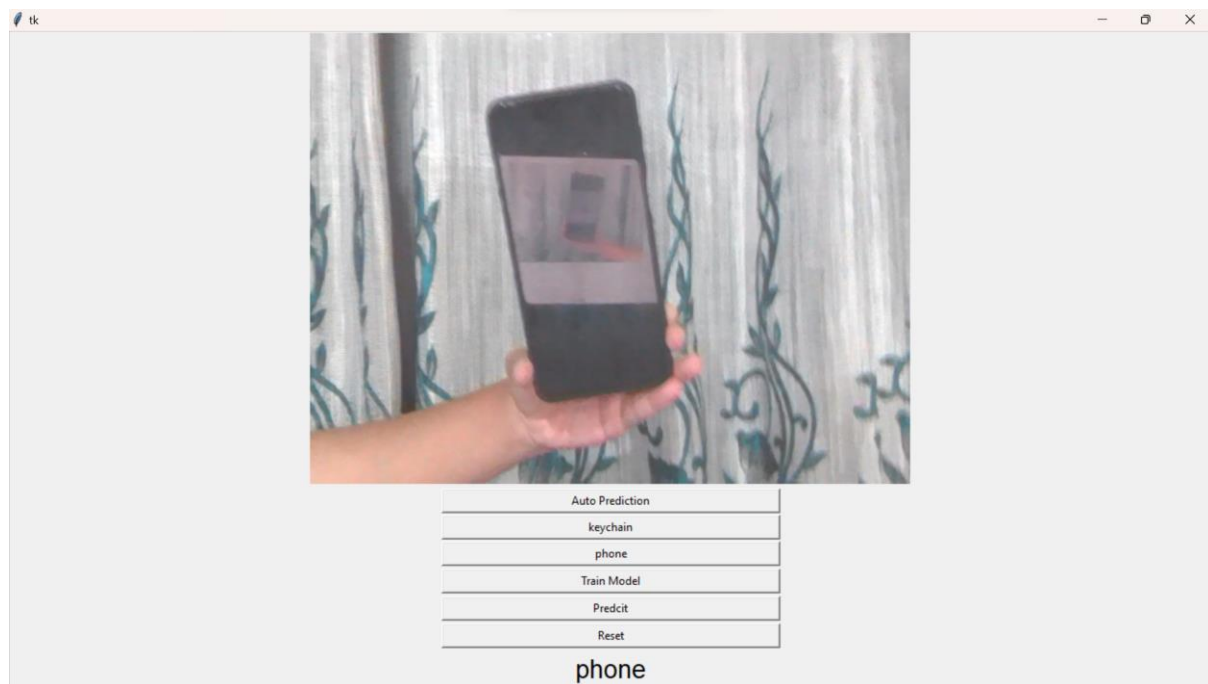 tk
Auto Prediction
keychain
phone
Train Model
Predcit
Reset
phone